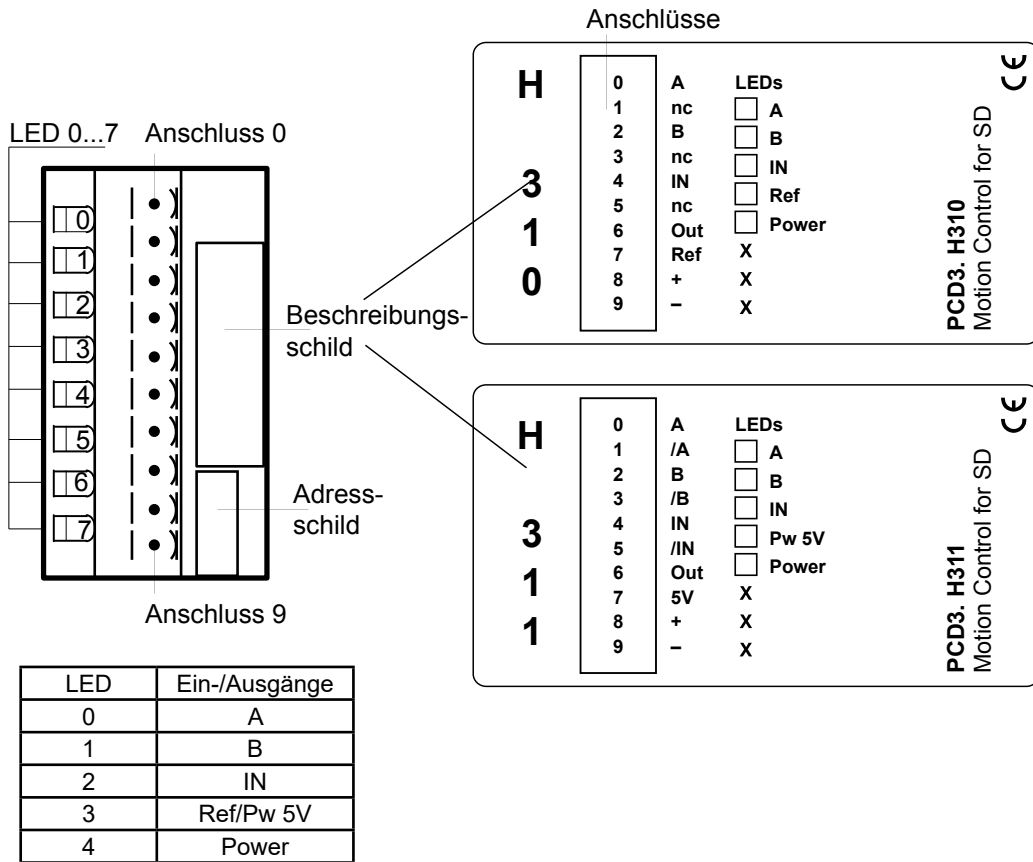 Anschlüsse
LED 0...7 Anschluss 0
0
1
2
3
4
5
6
7
Beschreibungs-
schild
Adress-
schild
Anschluss 9
H
3
1
0
0 A LEDs
1 nc A
2 B B
3 nc IN
4 IN Ref
5 nc Power
6 Out X
7 Ref X
8 + X
9 –
PCD3. H310
Motion Control for SD
CE
H
3
1
1
0 A LEDs
1 /A A
2 B B
3 /B IN
4 IN Pw 5V
5 /IN Power
6 Out X
7 5V X
8 + X
9 –
PCD3. H311
Motion Control for SD
CE
LED Ein-/Ausgänge
0 A
1 B
2 IN
3 Ref/Pw 5V
4 Power